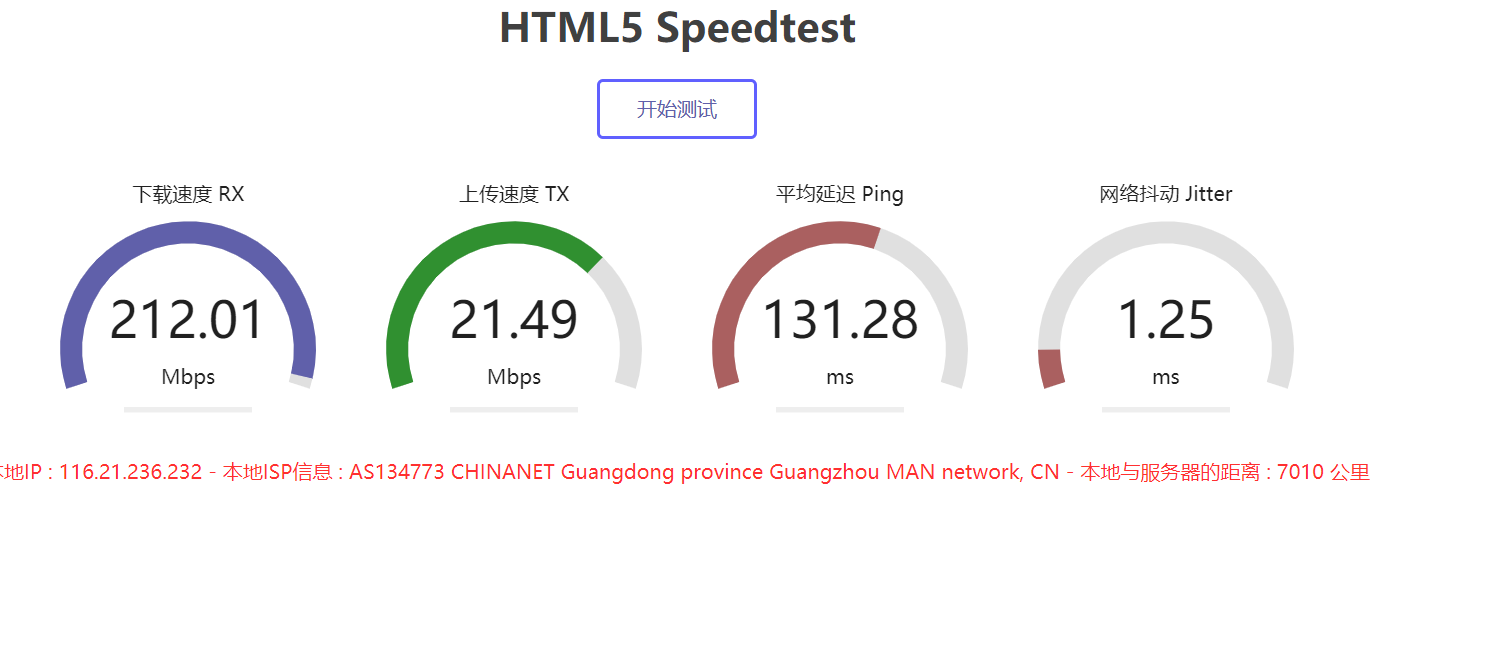 HTML5 Speedtest
开始测试
下载速度 RX 上传速度 TX 平均延迟 Ping 网络抖动 Jitter
212.01 21.49 131.28 1.25
Mbps Mbps ms ms
地IP : 116.21.236.232 - 本地ISP信息 : AS134773 CHINANET Guangdong province Guangzhou MAN network, CN - 本地与服务器的距离 : 7010 公里